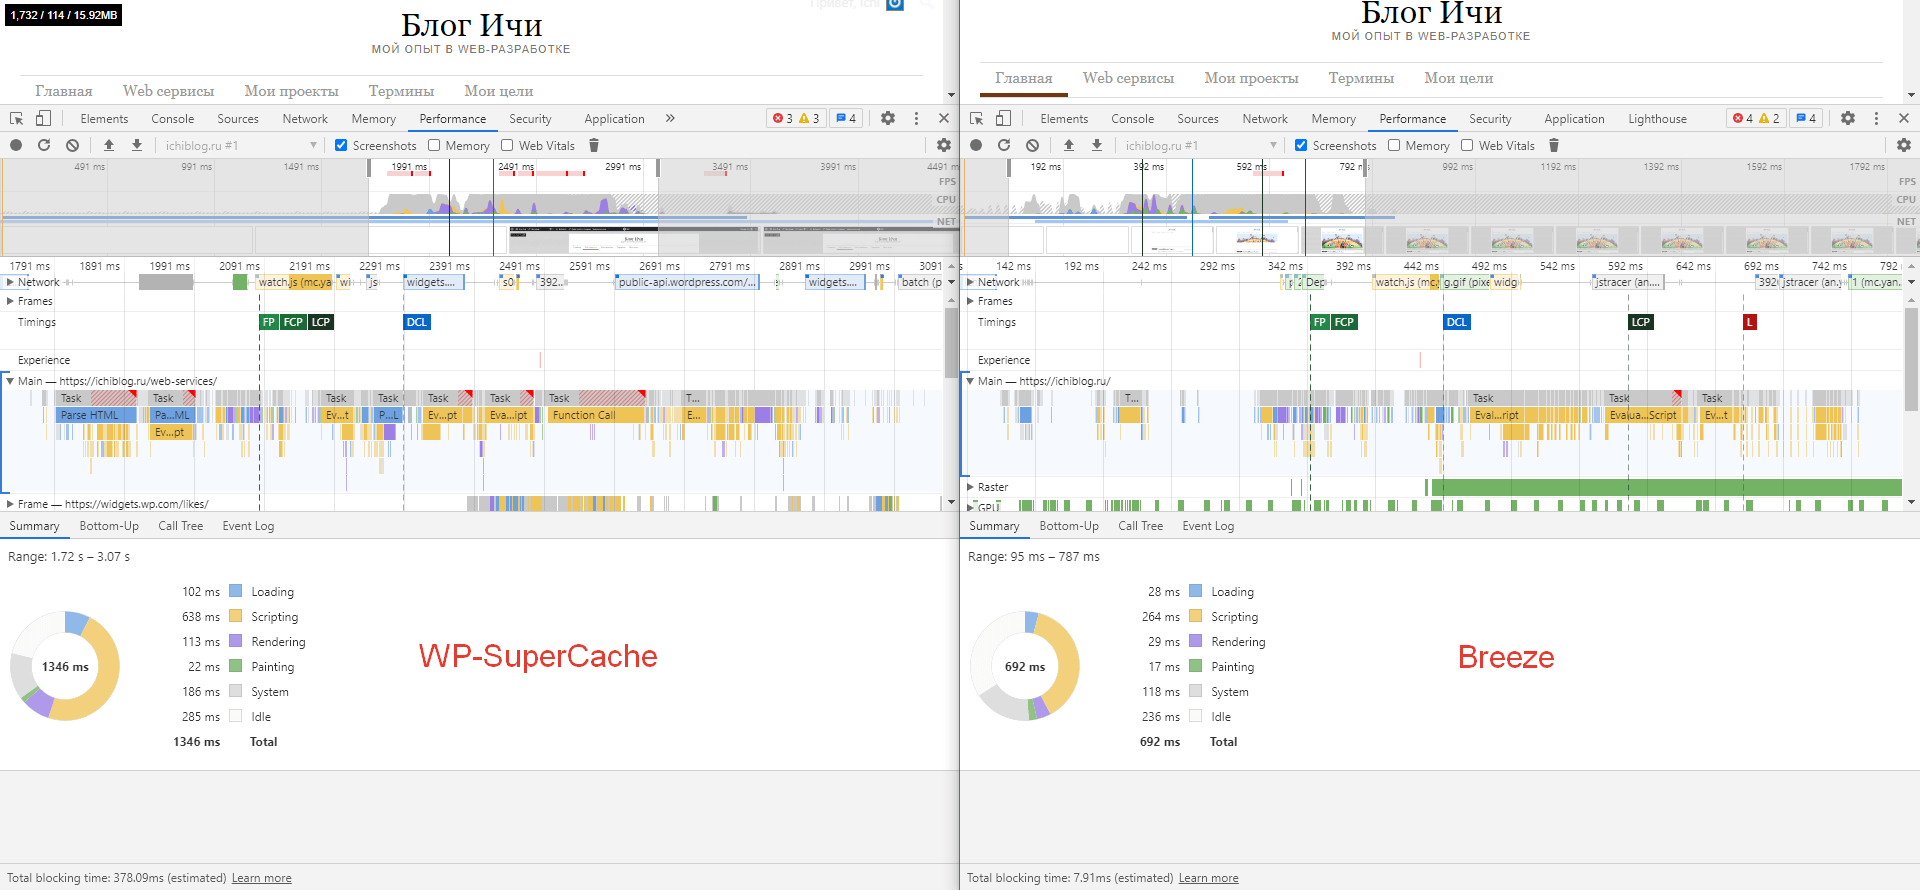 1,732 / 114 / 15.92MB
Блог Ичи
МОЙ ОПЫТ В WEB-РАЗРАБОТКЕ
Главная Web сервисы Мои проекты Термины Мои цели
Elements Console Sources Network Performance Memory Security Application » 3 3 4
ichiblog.ru #1 Screenshots Memory Web Vitals
491 ms 991 ms 1491 ms 1991 ms 2491 ms 2991 ms 3491 ms 3991 ms 4491 ms
FPS
CPU
NET
1791 ms 1891 ms 1991 ms 2091 ms 2191 ms 2291 ms 2391 ms 2491 ms 2591 ms 2691 ms 2791 ms 2891 ms 2991 ms 3091
Network watch.js (mc.ya wi js widgets.... s0 392... public-api.wordpress.com/... widgets.... batch (p
Frames
Timings FP FCP LCP DCL
Experience
Main — https://ichiblog.ru/web-services/
Task Task Task Task Task Task Task T...
Parse HTML Pa...ML Ev...t P...L Ev...pt Eva...ipt Function Call E...
Ev...pt
Frame — https://widgets.wp.com/likes/
Summary Bottom-Up Call Tree Event Log
Range: 1.72 s – 3.07 s
102 ms Loading
638 ms Scripting
113 ms Rendering
22 ms Painting
186 ms System
285 ms Idle
1346 ms Total
1346 ms
WP-SuperCache
Total blocking time: 378.09ms (estimated) Learn more
Блог Ичи
МОЙ ОПЫТ В WEB-РАЗРАБОТКЕ
Главная Web сервисы Мои проекты Термины Мои цели
Elements Console Sources Network Memory Performance Security Application Lighthouse 4 2 4
ichiblog.ru #1 Screenshots Memory Web Vitals
192 ms 392 ms 592 ms 792 992 ms 1192 ms 1392 ms 1592 ms 1792 ms
FPS
CPU
NET
142 ms 192 ms 242 ms 292 ms 342 ms 392 ms 442 ms 492 ms 542 ms 592 ms 642 ms 692 ms 742 ms 792
Network Dep watch.js (mc.y g.gif (pixe widg jstracer (an.... 392 jstracer (an.y 1 (mc.yan..
Frames
Timings FP FCP DCL LCP L
Experience
Main — https://ichiblog.ru/
T... Task Task Task
Eval...ript Evalua...Script Ev...t
Raster
GPU
Summary Bottom-Up Call Tree Event Log
Range: 95 ms – 787 ms
28 ms Loading
264 ms Scripting
29 ms Rendering
17 ms Painting
118 ms System
236 ms Idle
692 ms Total
692 ms
Breeze
Total blocking time: 7.91ms (estimated) Learn more